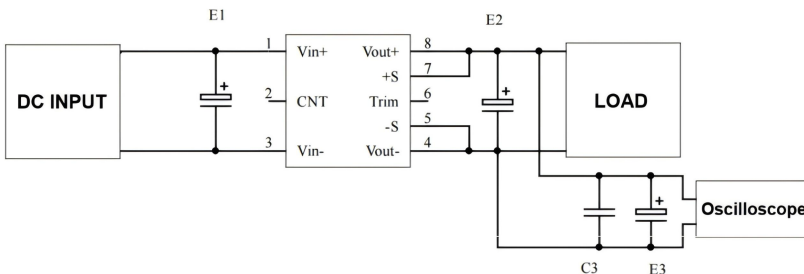 E1
E2
1
Vin+
Vout+
8
+S
7
DC INPUT
2
CNT
Trim
6
LOAD
-S
5
3
Vin-
Vout-
4
Oscilloscope
C3
E3